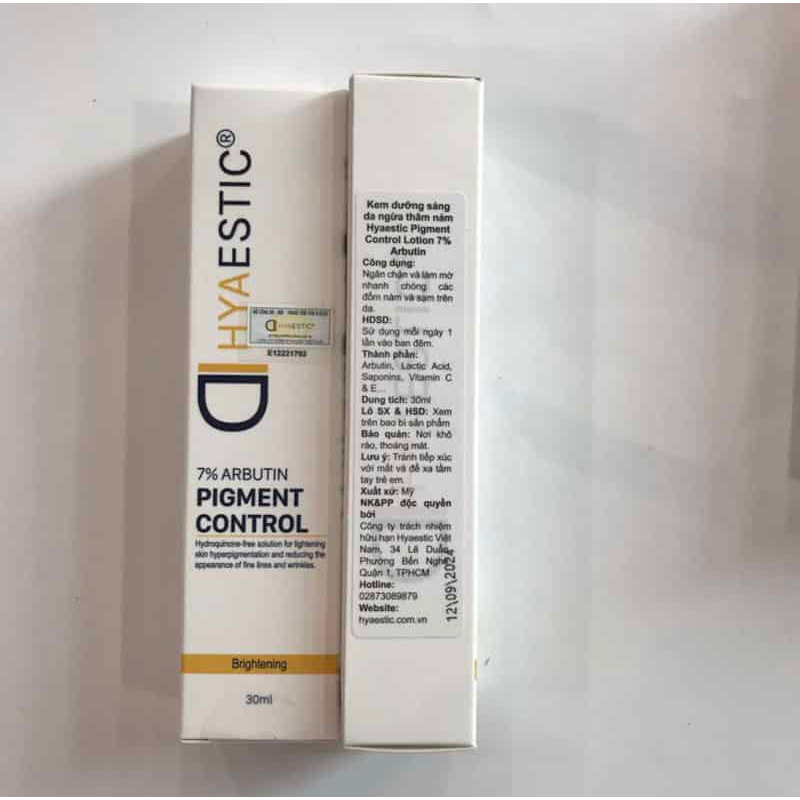 HYAESTIC®
HYAESTIC®
E12221792
7% ARBUTIN
PIGMENT
CONTROL
Hydroquinone-free solution for lightening
skin hyperpigmentation and reducing the
appearance of fine lines and wrinkles.
Brightening
30ml
Kem dưỡng sáng
da ngừa thâm nám
Hyaestic Pigment
Control Lotion 7%
Arbutin
Công dụng:
Ngăn chặn và làm mờ
nhanh chóng các
đốm nám và sạm trên
da.
HDSD:
Sử dụng mỗi ngày 1
lần vào ban đêm.
Thành phần:
Arbutin, Lactic Acid,
Saponins, Vitamin C
& E...
Dung tích: 30ml
Lô SX & HSD: Xem
trên bao bì sản phẩm
Bảo quản: Nơi khô
ráo, thoáng mát.
Lưu ý: Tránh tiếp xúc
với mắt và để xa tầm
tay trẻ em.
Xuất xứ: Mỹ
NK&PP độc quyền
bởi
Công ty trách nhiệm
hữu hạn Hyaestic Việt
Nam, 34 Lê Duẩn,
Phường Bến Nghé,
Quận 1, TPHCM
Hotline:
02873089879
Website:
hyaestic.com.vn
12\09\2024